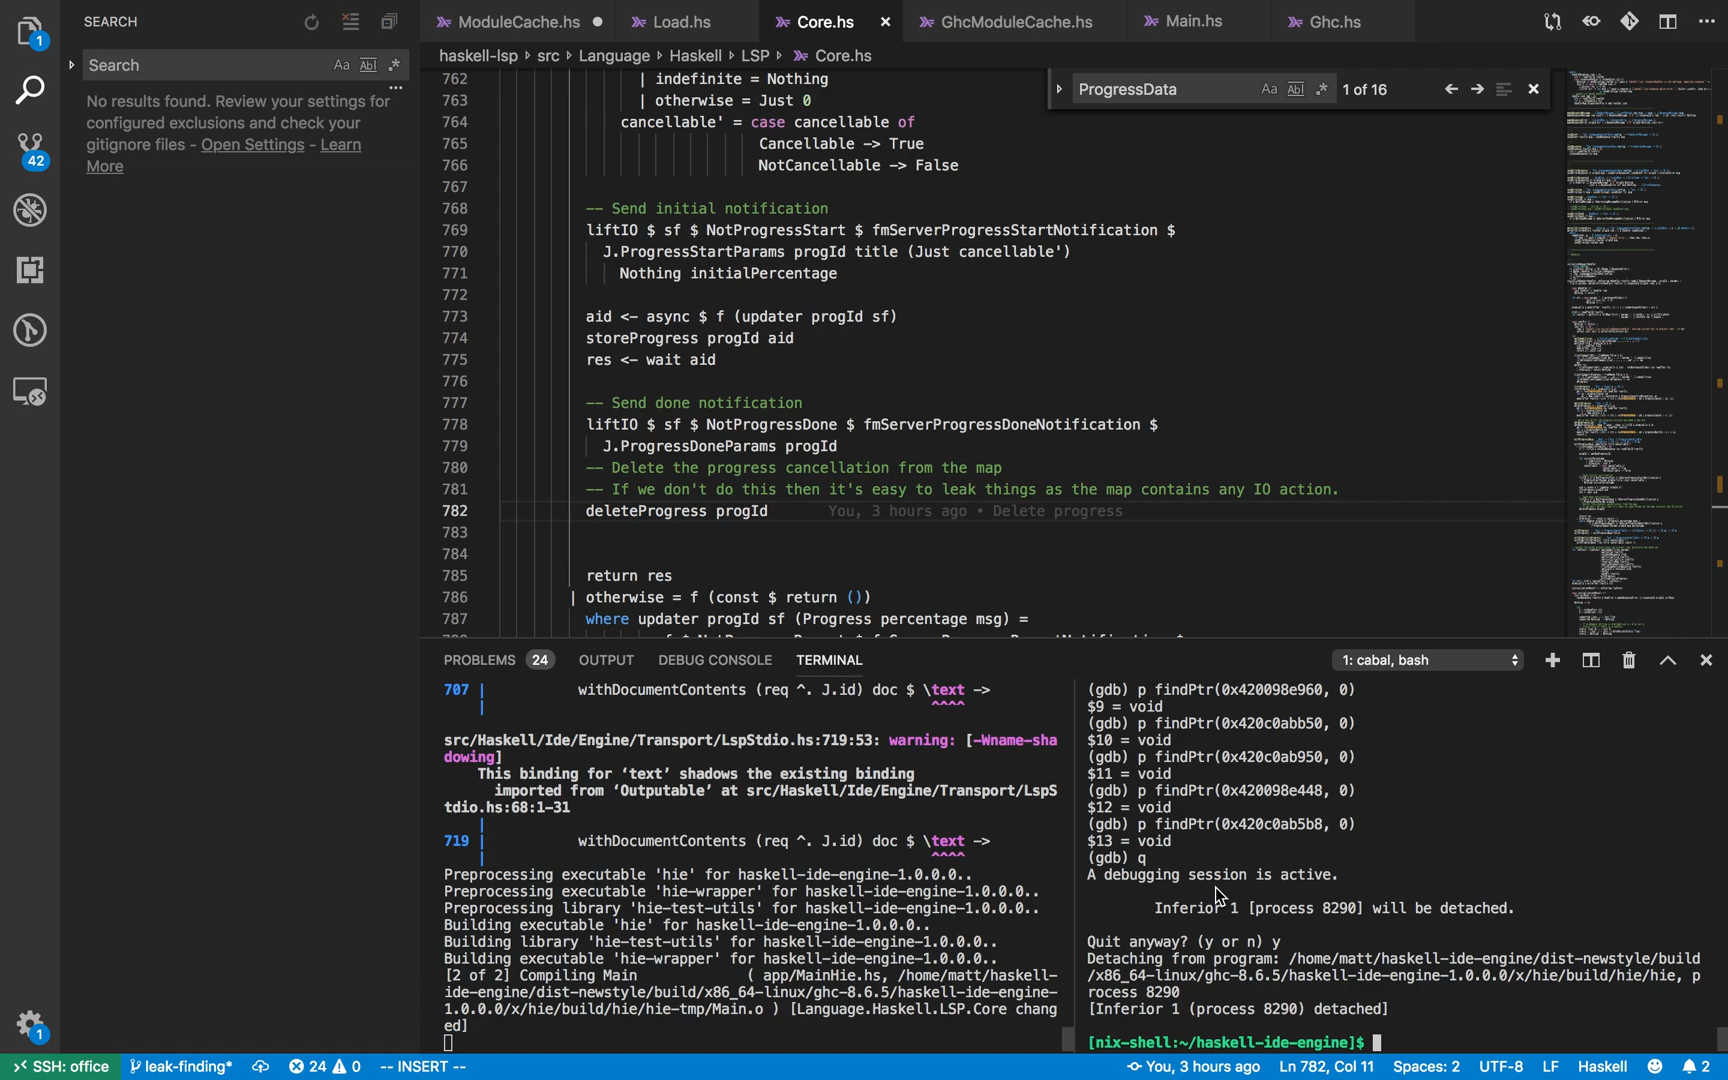 SEARCH
Search
Aa Abl .*
No results found. Review your settings for
configured exclusions and check your
gitignore files - Open Settings - Learn
More
1
42
1
ModuleCache.hs
Load.hs
Core.hs
GhcModuleCache.hs
Main.hs
Ghc.hs
haskell-lsp › src › Language › Haskell › LSP › Core.hs
ProgressData Aa Abl .* 1 of 16
762 | indefinite = Nothing
763 | otherwise = Just 0
764 cancellable' = case cancellable of
765 Cancellable -> True
766 NotCancellable -> False
767
768 -- Send initial notification
769 liftIO $ sf $ NotProgressStart $ fmServerProgressStartNotification $
770 J.ProgressStartParams progId title (Just cancellable')
771 Nothing initialPercentage
772
773 aid <- async $ f (updater progId sf)
774 storeProgress progId aid
775 res <- wait aid
776
777 -- Send done notification
778 liftIO $ sf $ NotProgressDone $ fmServerProgressDoneNotification $
779 J.ProgressDoneParams progId
780 -- Delete the progress cancellation from the map
781 -- If we don't do this then it's easy to leak things as the map contains any IO action.
782 deleteProgress progId You, 3 hours ago • Delete progress
783
784
785 return res
786 | otherwise = f (const $ return ())
787 where updater progId sf (Progress percentage msg) =
PROBLEMS 24 OUTPUT DEBUG CONSOLE TERMINAL
1: cabal, bash
707 | withDocumentContents (req ^. J.id) doc $ \text ->
| ^^^^
src/Haskell/Ide/Engine/Transport/LspStdio.hs:719:53: warning: [-Wname-sha
dowing]
This binding for ‘text’ shadows the existing binding
imported from ‘Outputable’ at src/Haskell/Ide/Engine/Transport/LspS
tdio.hs:68:1-31
|
719 | withDocumentContents (req ^. J.id) doc $ \text ->
| ^^^^
Preprocessing executable 'hie' for haskell-ide-engine-1.0.0.0..
Preprocessing executable 'hie-wrapper' for haskell-ide-engine-1.0.0.0..
Preprocessing library 'hie-test-utils' for haskell-ide-engine-1.0.0.0..
Building executable 'hie' for haskell-ide-engine-1.0.0.0..
Building library 'hie-test-utils' for haskell-ide-engine-1.0.0.0..
Building executable 'hie-wrapper' for haskell-ide-engine-1.0.0.0..
[2 of 2] Compiling Main ( app/MainHie.hs, /home/matt/haskell-
ide-engine/dist-newstyle/build/x86_64-linux/ghc-8.6.5/haskell-ide-engine-
1.0.0.0/x/hie/build/hie/hie-tmp/Main.o ) [Language.Haskell.LSP.Core chang
ed]
(gdb) p findPtr(0x420098e960, 0)
$9 = void
(gdb) p findPtr(0x420c0abb50, 0)
$10 = void
(gdb) p findPtr(0x420c0ab950, 0)
$11 = void
(gdb) p findPtr(0x420098e448, 0)
$12 = void
(gdb) p findPtr(0x420c0ab5b8, 0)
$13 = void
(gdb) q
A debugging session is active.
Inferior 1 [process 8290] will be detached.
Quit anyway? (y or n) y
Detaching from program: /home/matt/haskell-ide-engine/dist-newstyle/build
/x86_64-linux/ghc-8.6.5/haskell-ide-engine-1.0.0.0/x/hie/build/hie/hie, p
rocess 8290
[Inferior 1 (process 8290) detached]
[nix-shell:~/haskell-ide-engine]$
SSH: office leak-finding* 24 0 -- INSERT -- You, 3 hours ago Ln 782, Col 11 Spaces: 2 UTF-8 LF Haskell 2